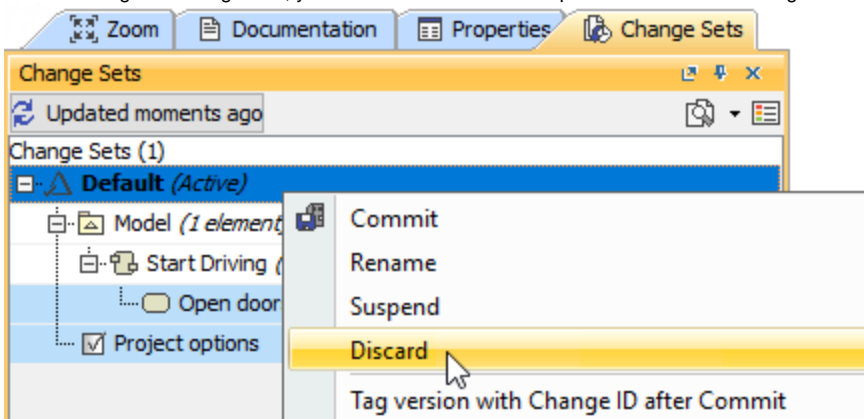 Zoom Documentation Properties Change Sets
Change Sets
Updated moments ago
Change Sets (1)
Default (Active)
Model (1 element
Commit
Rename
Start Driving (
Suspend
Open door
Project options
Discard
Tag version with Change ID after Commit